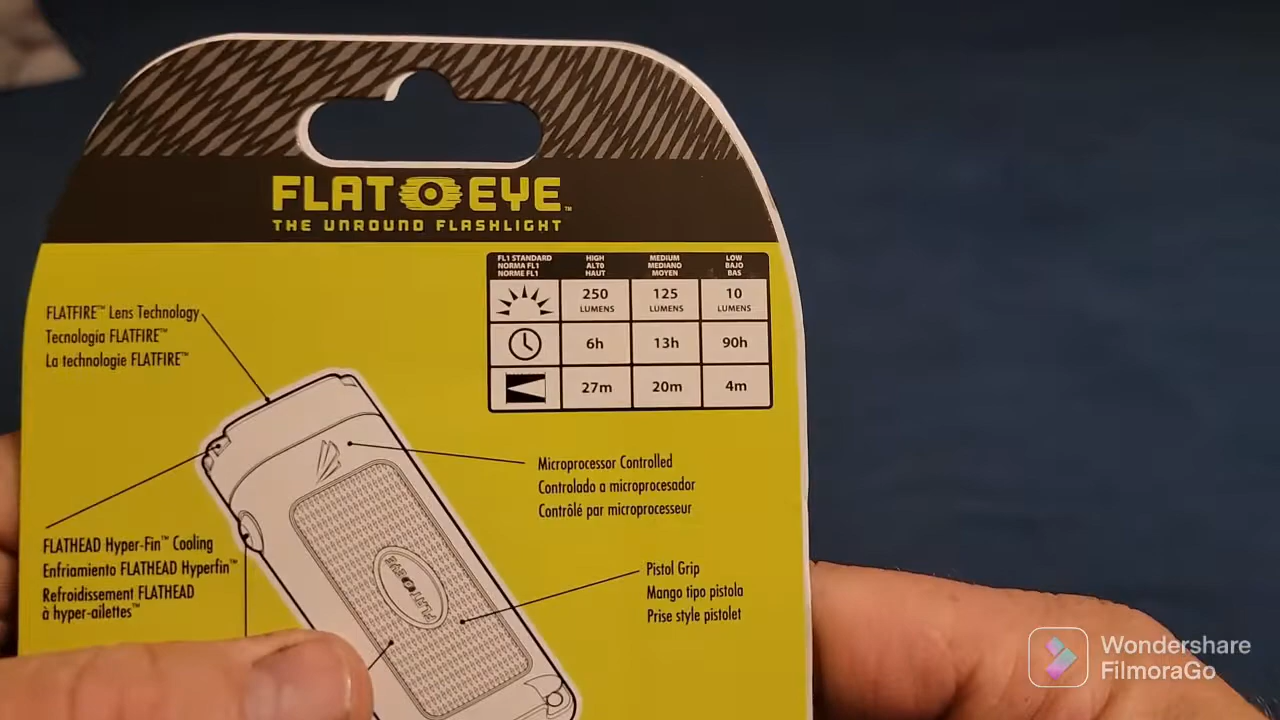 FLAT EYE™
THE UNROUND FLASHLIGHT
FL1 STANDARD
NORMA FL1
NORME FL1
HIGH
ALTO
HAUT
MEDIUM
MEDIANO
MOYEN
LOW
BAJO
BAS
250
LUMENS
125
LUMENS
10
LUMENS
6h
13h
90h
27m
20m
4m
FLATFIRE™ Lens Technology
Tecnología FLATFIRE™
La technologie FLATFIRE™
Microprocessor Controlled
Controlado a microprocesador
Contrôlé par microprocesseur
FLATHEAD Hyper-Fin™ Cooling
Enfriamiento FLATHEAD Hyperfin™
Refroidissement FLATHEAD
à hyper-ailettes™
Pistol Grip
Mango tipo pistola
Prise style pistolet
FLAT EYE
Wondershare
FilmoraGo